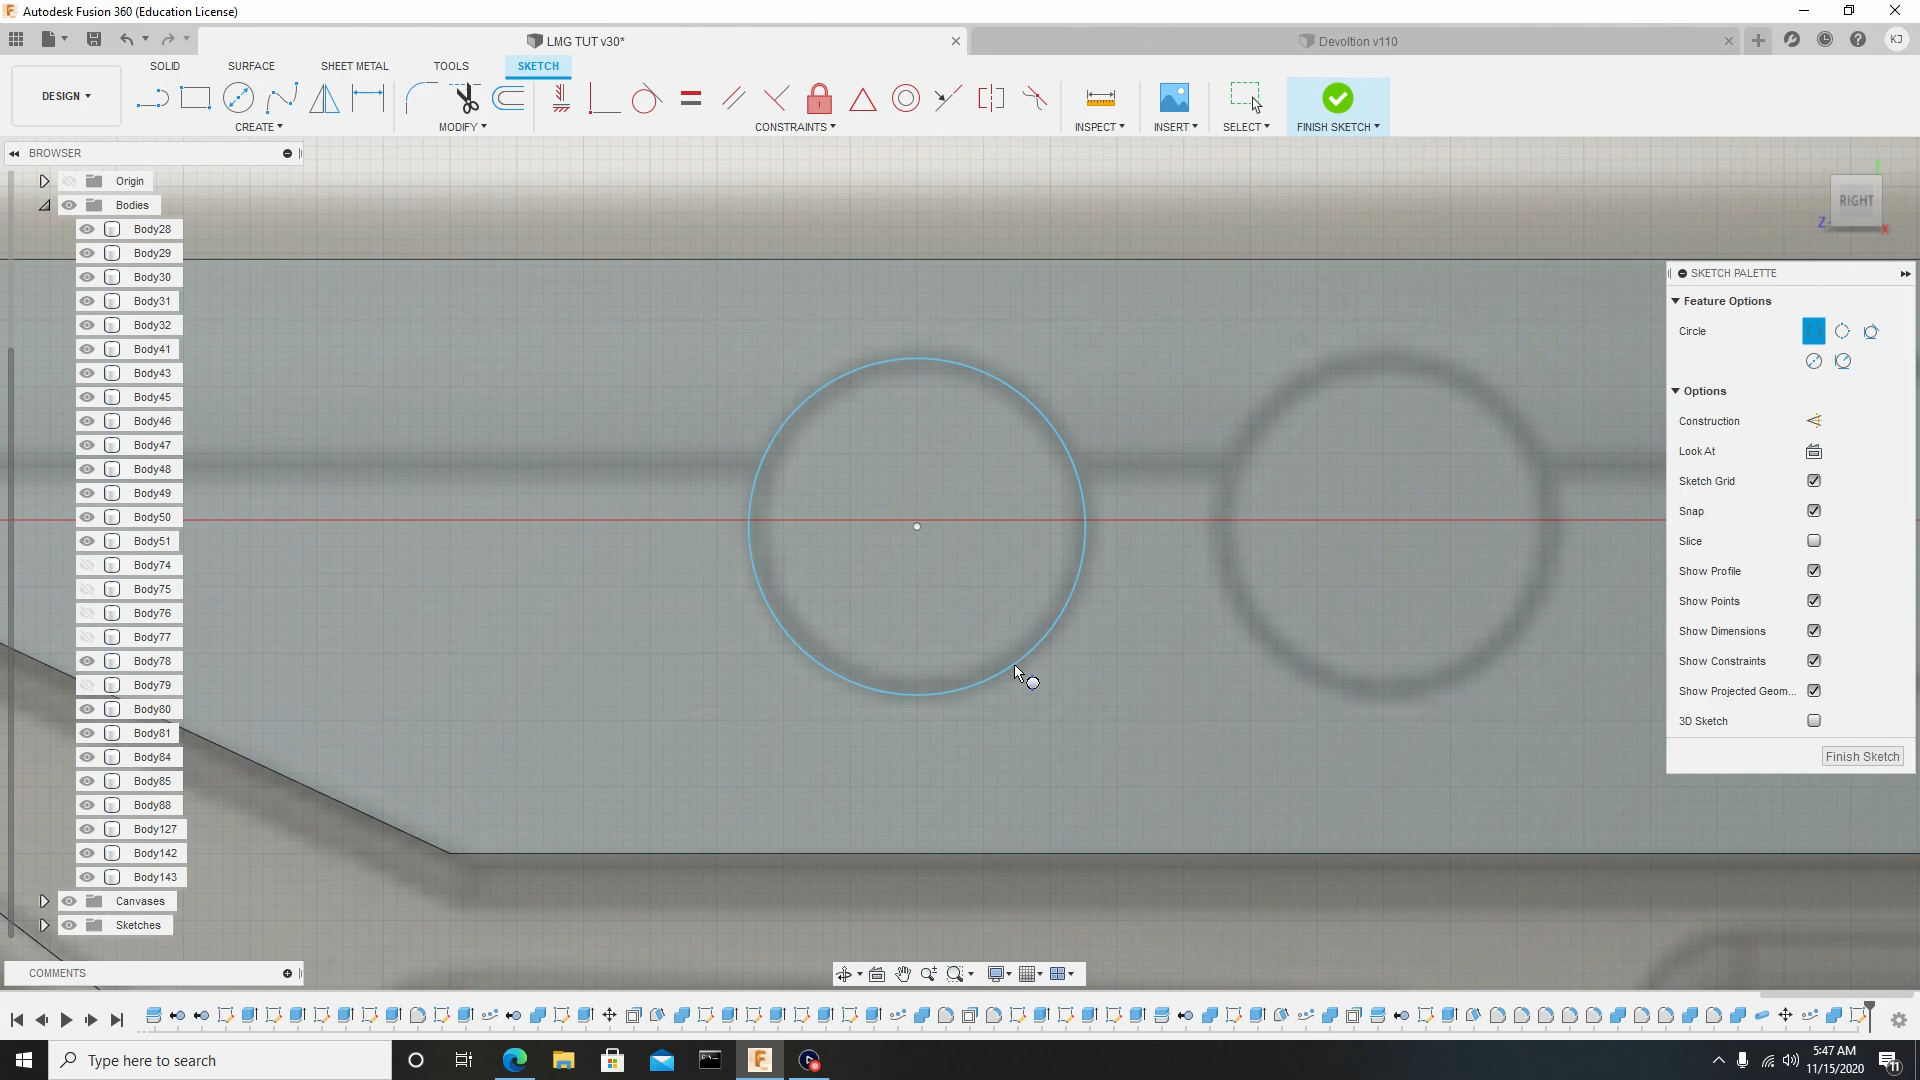 Autodesk Fusion 360 (Education License)
LMG TUT v30*
Devoltion v110
KJ
DESIGN
SOLID
SURFACE
SHEET METAL
TOOLS
SKETCH
CREATE
MODIFY
CONSTRAINTS
INSPECT
INSERT
SELECT
FINISH SKETCH
BROWSER
Origin
Bodies
Body28
Body29
Body30
Body31
Body32
Body41
Body43
Body45
Body46
Body47
Body48
Body49
Body50
Body51
Body74
Body75
Body76
Body77
Body78
Body79
Body80
Body81
Body84
Body85
Body88
Body127
Body142
Body143
Canvases
Sketches
COMMENTS
Y
RIGHT
Z
X
SKETCH PALETTE
Feature Options
Circle
Options
Construction
Look At
Sketch Grid
Snap
Slice
Show Profile
Show Points
Show Dimensions
Show Constraints
Show Projected Geom...
3D Sketch
Finish Sketch
Type here to search
5:47 AM
11/15/2020
11